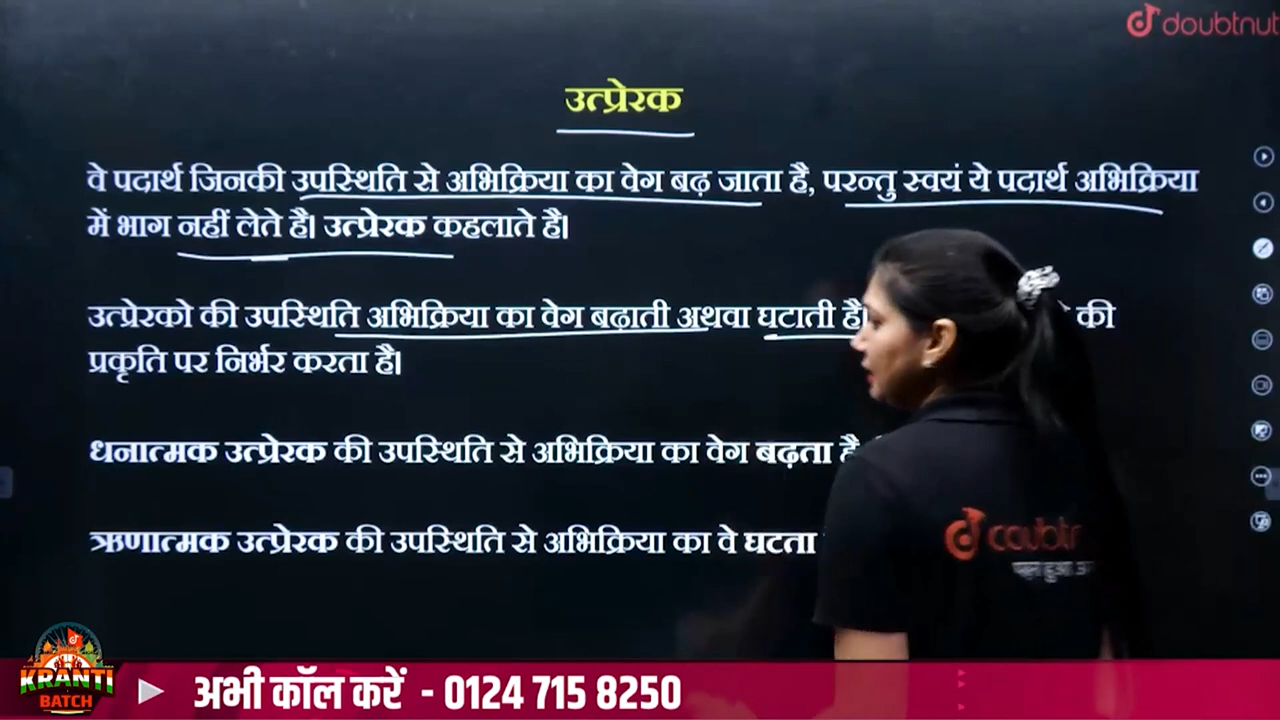 doubtnut
उत्प्रेरक
वे पदार्थ जिनकी उपस्थिति से अभिक्रिया का वेग बढ़ जाता है, परन्तु स्वयं ये पदार्थ अभिक्रिया
में भाग नहीं लेते है। उत्प्रेरक कहलाते है।
उत्प्रेरको की उपस्थिति अभिक्रिया का वेग बढ़ाती अथवा घटाती है। की
प्रकृति पर निर्भर करता है।
धनात्मक उत्प्रेरक की उपस्थिति से अभिक्रिया का वेग बढ़ता है
ऋणात्मक उत्प्रेरक की उपस्थिति से अभिक्रिया का वे घटता
KRANTI
BATCH
अभी कॉल करें - 0124 715 8250